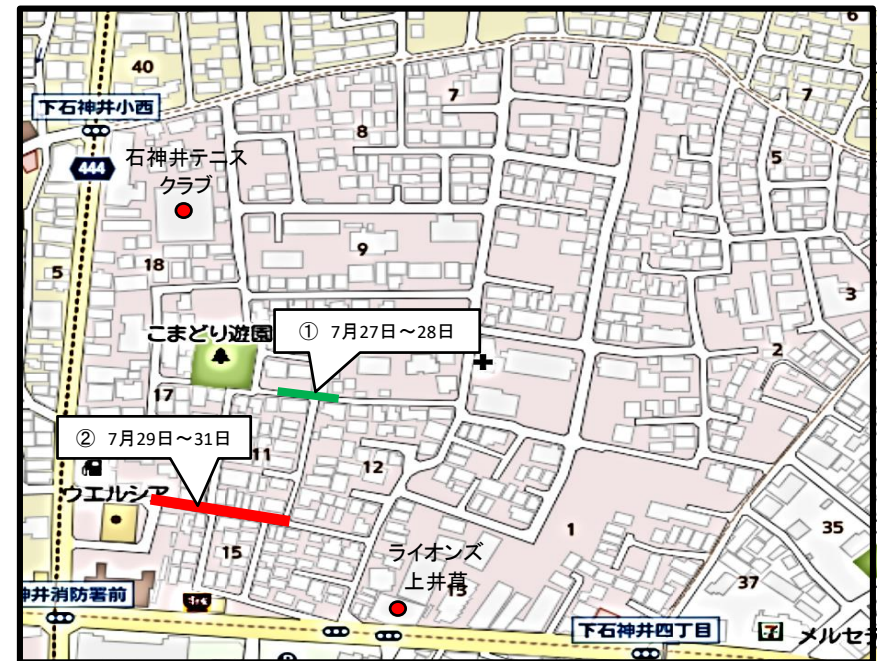 6
40
7
7
下石神井小西
8
5
石神井テニス
クラブ
444
9
5
18
3
こまどり遊園
① 7月27日～28日
2
17
② 7月29日～31日
11
12
ウエルシア
1
35
15
ライオンズ
上井草
37
13
井消防署前
下石神井四丁目
7
メルセデ